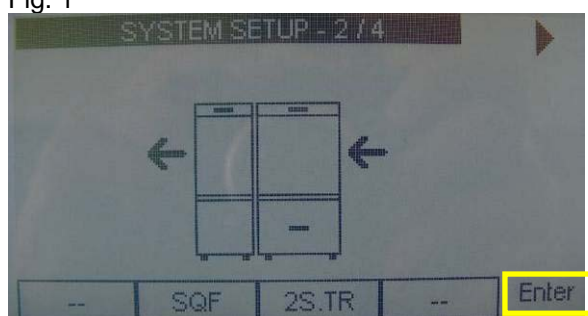 Fig. 1
SYSTEM SETUP - 2 / 4
-- SQF 2S.TR -- Enter